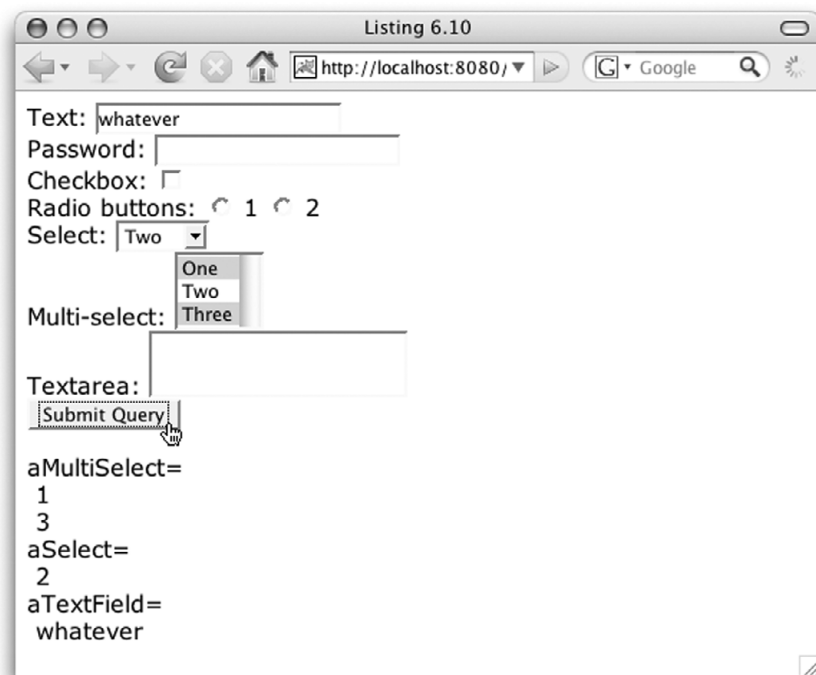 Listing 6.10
http://localhost:8080/ G Google
Text: whatever
Password:
Checkbox:
Radio buttons: 1 2
Select: Two
One
Two
Multi-select: Three
Textarea:
Submit Query
aMultiSelect=
1
3
aSelect=
2
aTextField=
whatever